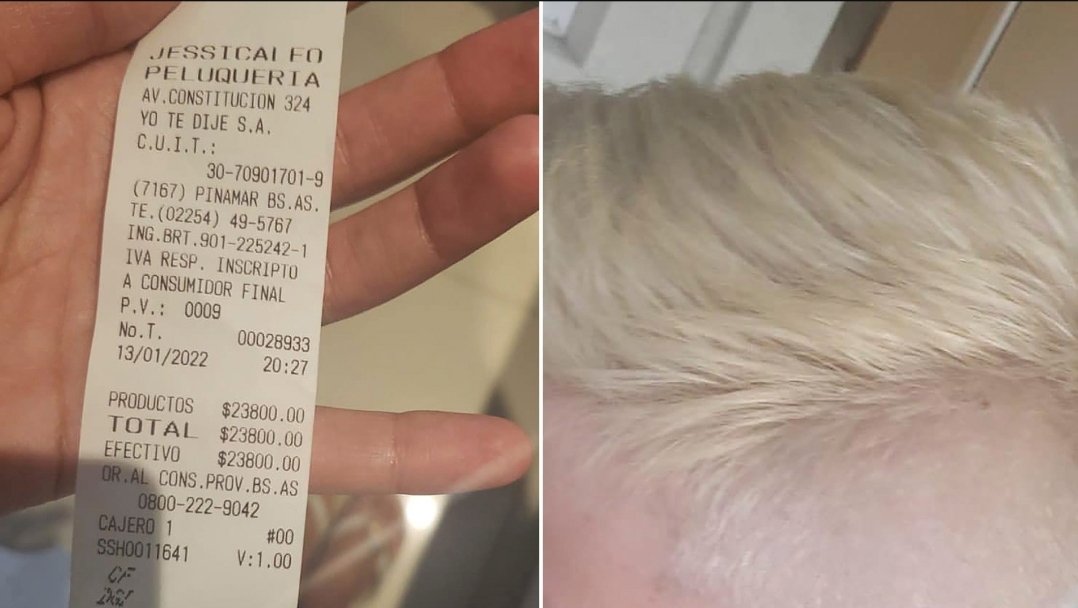 JESSICALEO
PELUQUERIA
AV.CONSTITUCION 324
YO TE DIJE S.A.
C.U.I.T.:
30-70901701-9
(7167) PINAMAR BS.AS.
TE.(02254) 49-5767
ING.BRT.901-225242-1
IVA RESP. INSCRIPTO
A CONSUMIDOR FINAL
P.V.: 0009
No.T. 00028933
13/01/2022 20:27
PRODUCTOS $23800.00
TOTAL $23800.00
EFECTIVO $23800.00
OR.AL CONS.PROV.BS.AS
0800-222-9042
CAJERO 1 #00
SSH0011641 V:1.00
CF